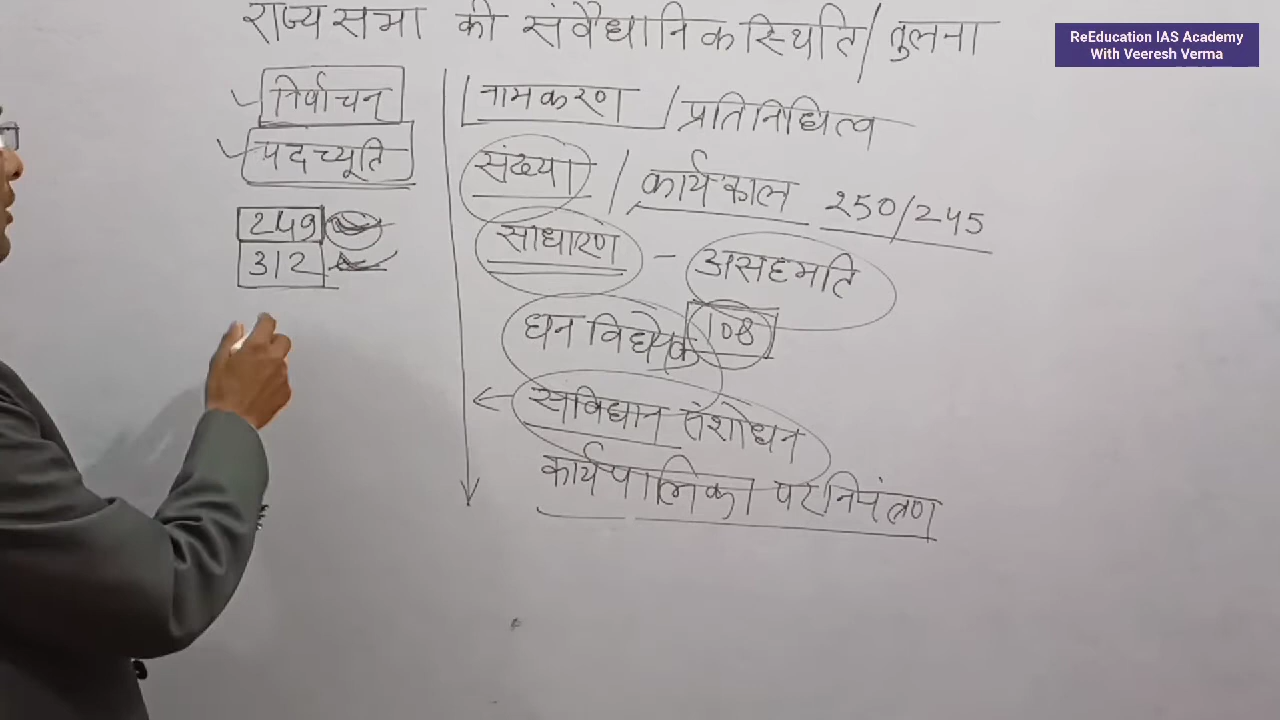 राज्यसभा की संवैधानिक स्थिति/तुलना
ReEducation IAS Academy
With Veeresh Verma
निर्वाचन
पदच्यूति
249
312
नामकरण / प्रतिनिधित्व
संख्या / कार्यकाल 250/245
साधारण - असहमति
धन विधेयक 108
संविधान संशोधन
कार्यपालिका पर नियंत्रण